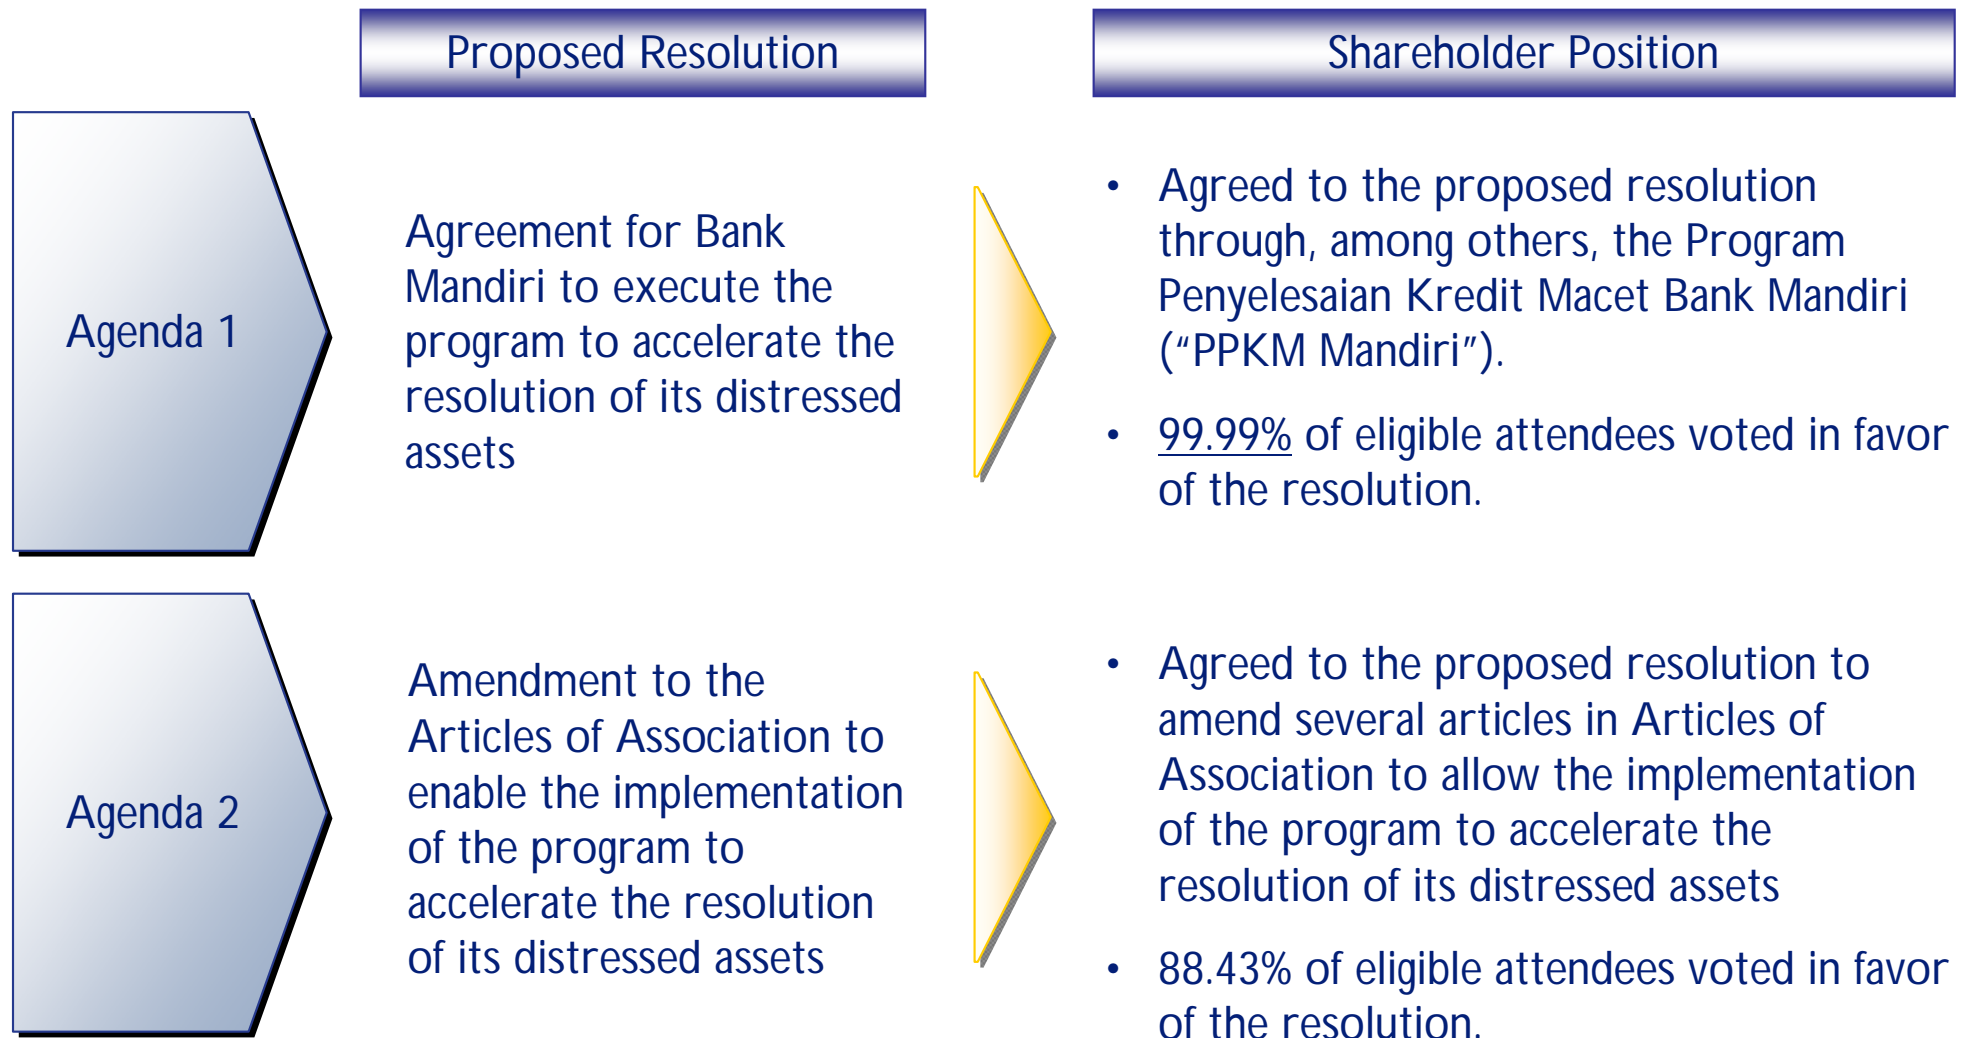 Proposed Resolution
Shareholder Position
Agenda 1
Agreement for Bank
Mandiri to execute the
program to accelerate the
resolution of its distressed
assets
• Agreed to the proposed resolution
through, among others, the Program
Penyelesaian Kredit Macet Bank Mandiri
(“PPKM Mandiri”).
• 99.99% of eligible attendees voted in favor
of the resolution.
Agenda 2
Amendment to the
Articles of Association to
enable the implementation
of the program to
accelerate the resolution
of its distressed assets
• Agreed to the proposed resolution to
amend several articles in Articles of
Association to allow the implementation
of the program to accelerate the
resolution of its distressed assets
• 88.43% of eligible attendees voted in favor
of the resolution.